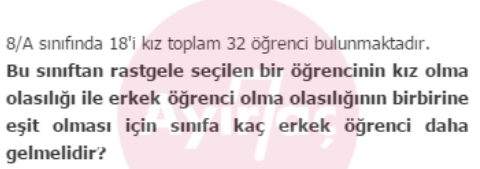 8/A sınıfında 18'i kız toplam 32 öğrenci bulunmaktadır.
Bu sınıftan rastgele seçilen bir öğrencinin kız olma
olasılığı ile erkek öğrenci olma olasılığının birbirine
eşit olması için sınıfa kaç erkek öğrenci daha
gelmelidir?